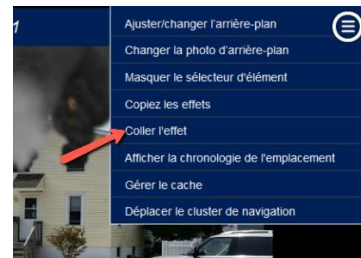 1
Ajuster/changer l'arrière-plan
Changer la photo d'arrière-plan
Masquer le sélecteur d'élément
Copiez les effets
Coller l'effet
Afficher la chronologie de l'emplacement
Gérer le cache
Déplacer le cluster de navigation